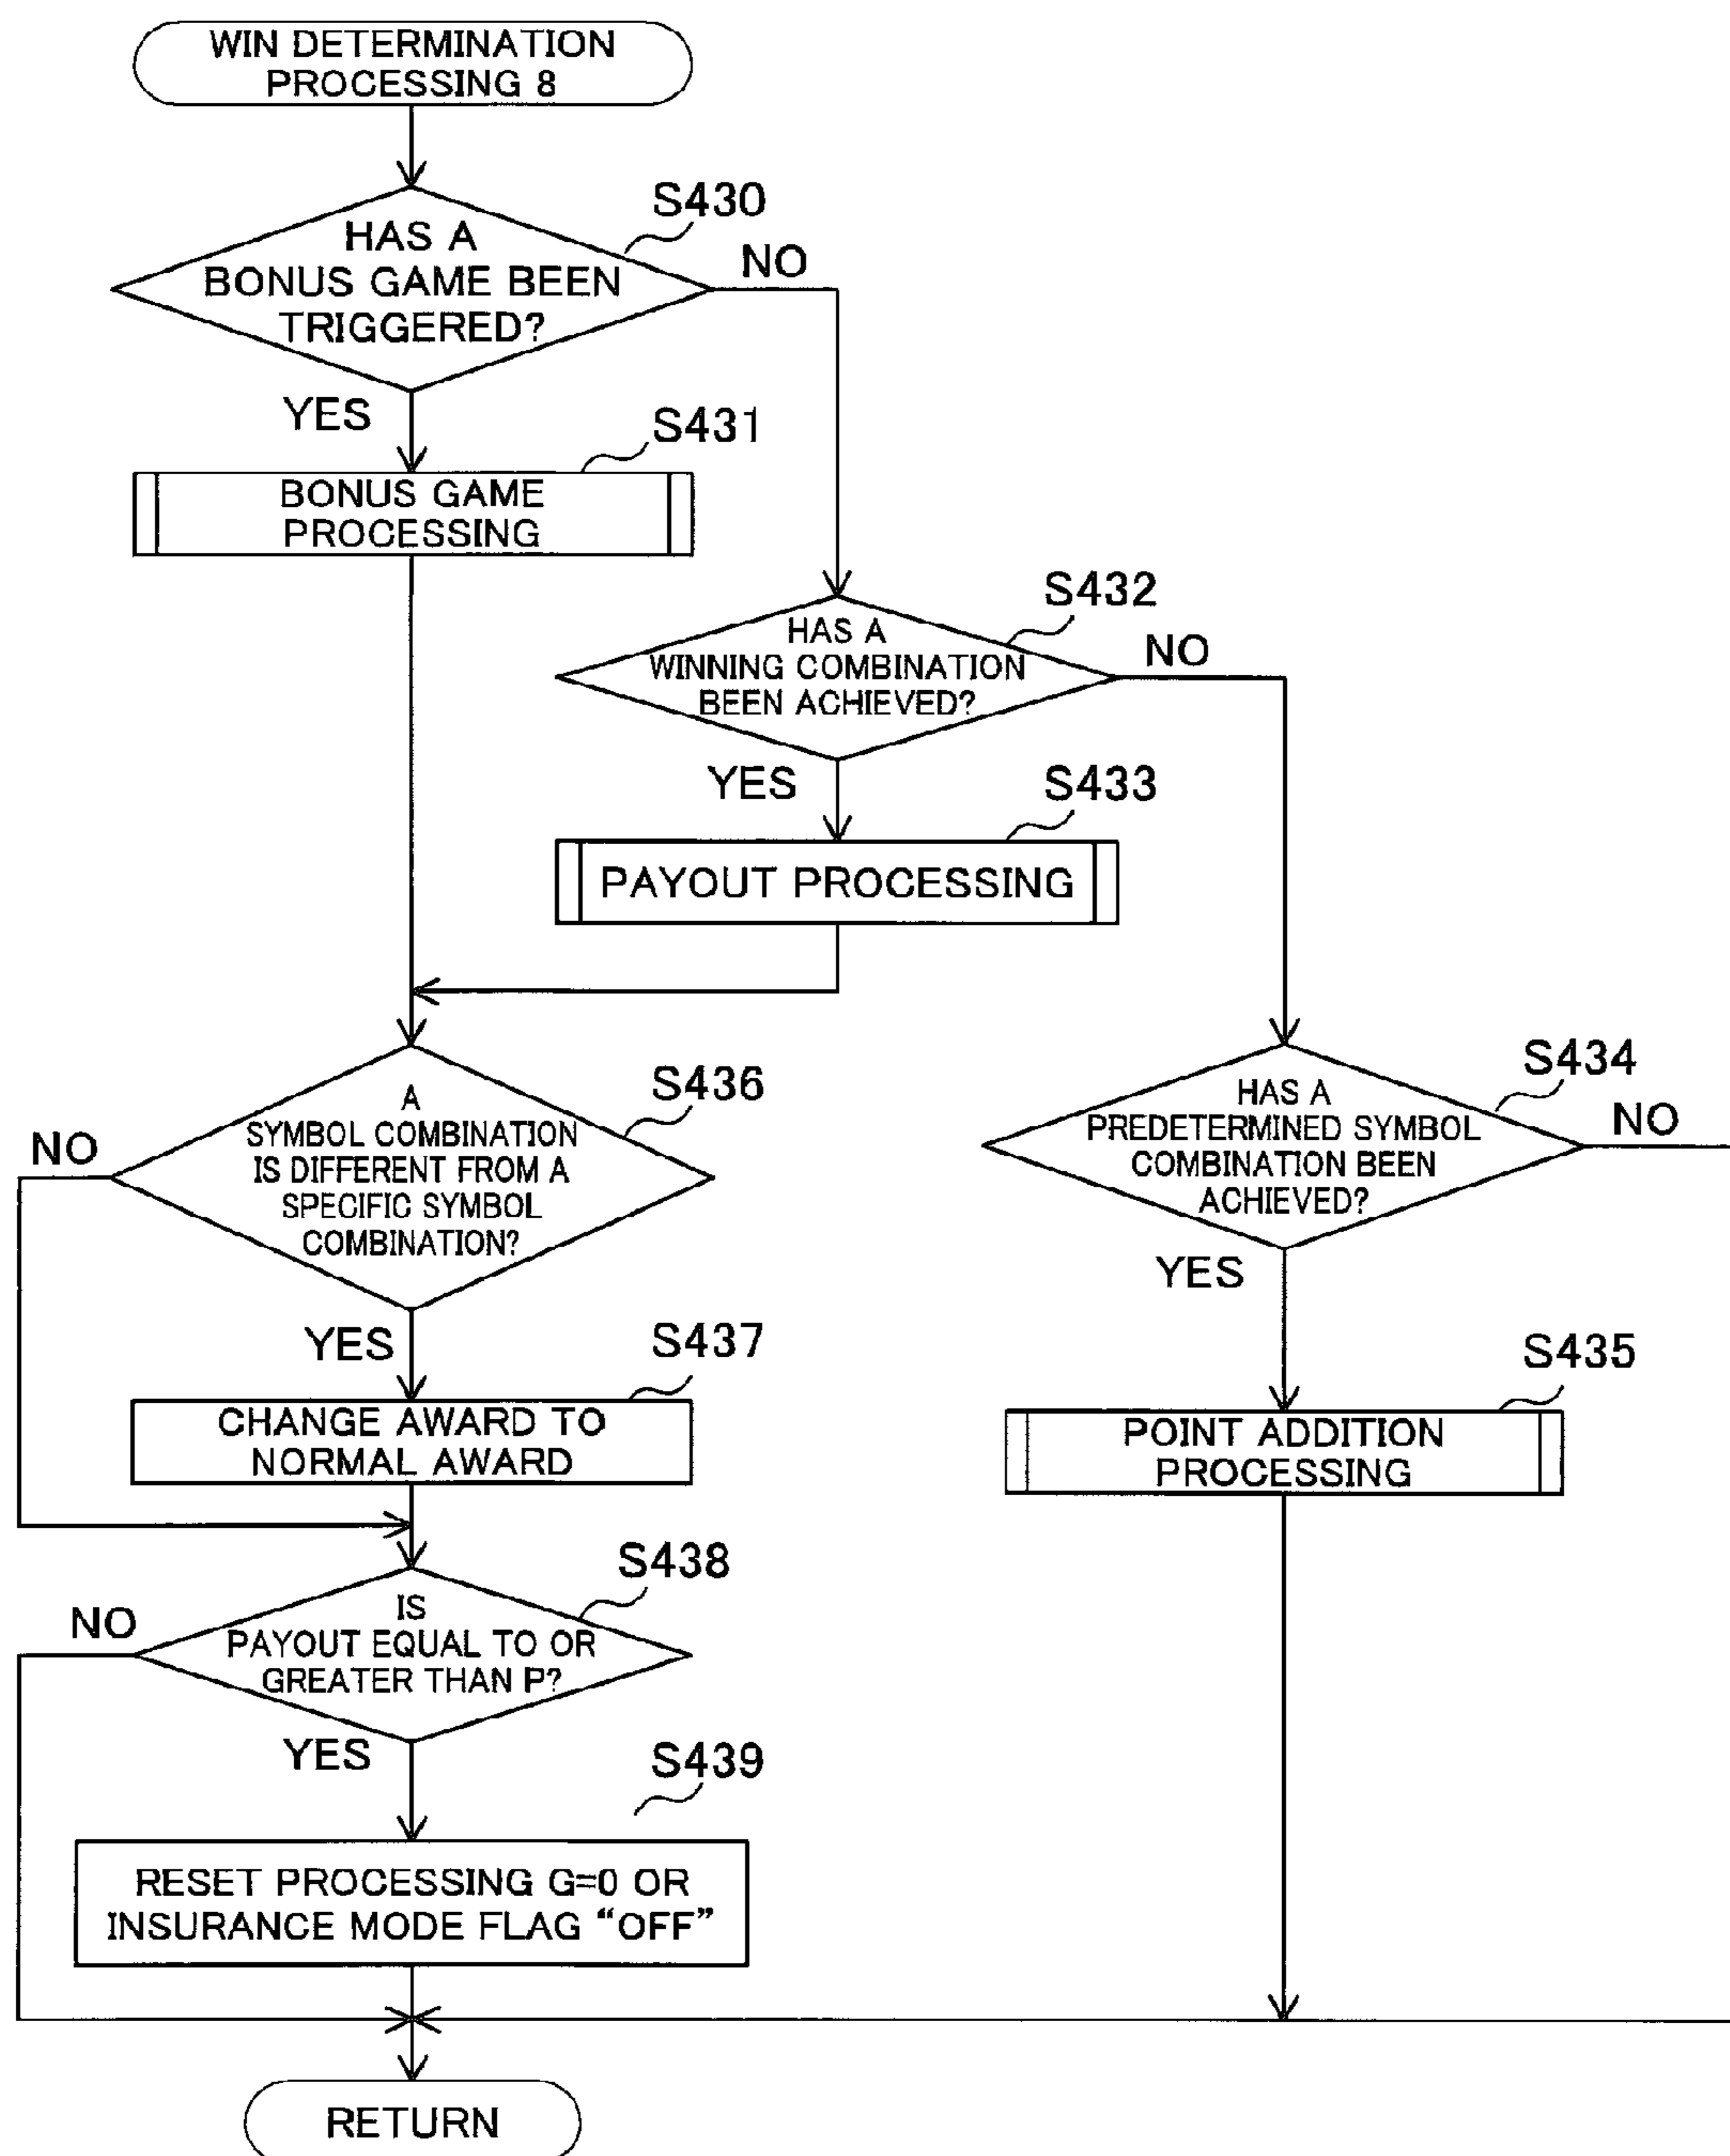 WIN DETERMINATION
PROCESSING 8
S430
HAS A
BONUS GAME BEEN
TRIGGERED?
NO
YES
S431
BONUS GAME
PROCESSING
S432
HAS A
WINNING COMBINATION
BEEN ACHIEVED?
NO
YES
S433
PAYOUT PROCESSING
S436
A
SYMBOL COMBINATION
IS DIFFERENT FROM A
SPECIFIC SYMBOL
COMBINATION?
NO
YES
S434
HAS A
PREDETERMINED SYMBOL
COMBINATION BEEN
ACHIEVED?
NO
YES
S437
CHANGE AWARD TO
NORMAL AWARD
S435
POINT ADDITION
PROCESSING
S438
IS
PAYOUT EQUAL TO OR
GREATER THAN P?
NO
YES
S439
RESET PROCESSING G=0 OR
INSURANCE MODE FLAG “OFF”
RETURN